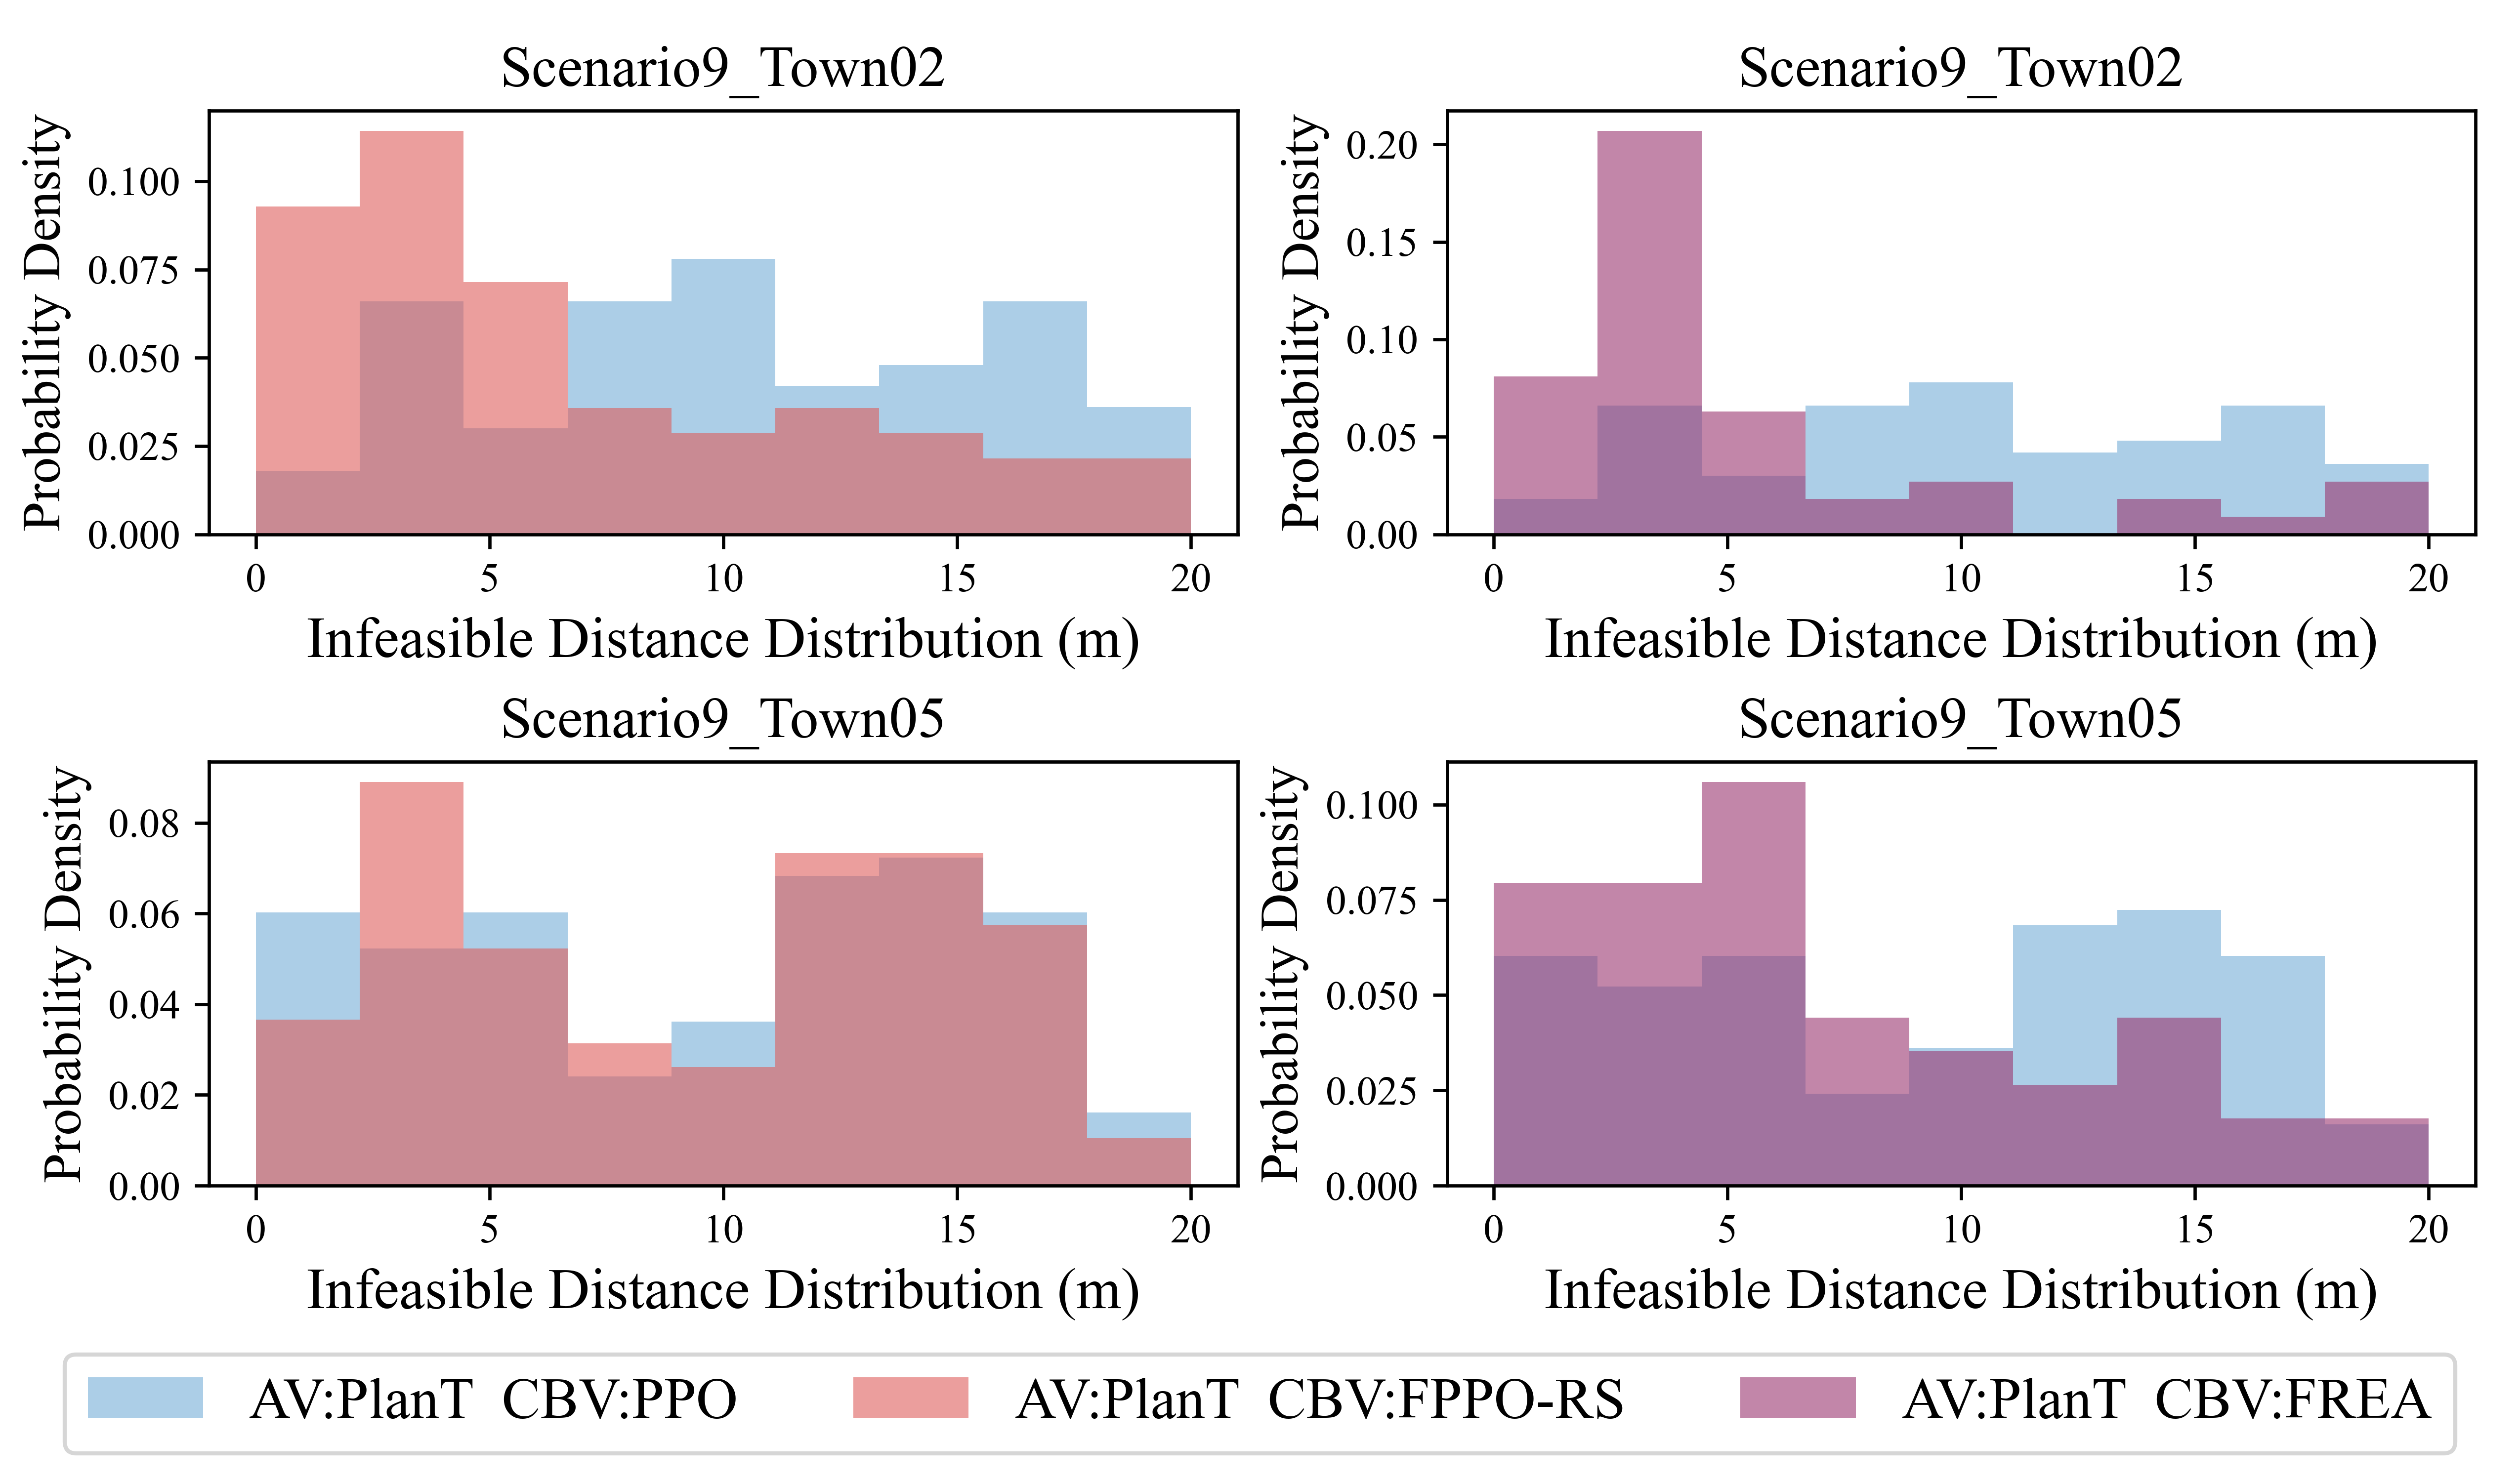 Scenario9_Town02
Probability Density
0.100
0.075
0.050
0.025
0.000
0 5 10 15 20
Infeasible Distance Distribution (m)
Scenario9_Town02
Probability Density
0.20
0.15
0.10
0.05
0.00
0 5 10 15 20
Infeasible Distance Distribution (m)
Scenario9_Town05
Probability Density
0.08
0.06
0.04
0.02
0.00
0 5 10 15 20
Infeasible Distance Distribution (m)
Scenario9_Town05
Probability Density
0.100
0.075
0.050
0.025
0.000
0 5 10 15 20
Infeasible Distance Distribution (m)
AV:PlanT CBV:PPO
AV:PlanT CBV:FPPO-RS
AV:PlanT CBV:FREA